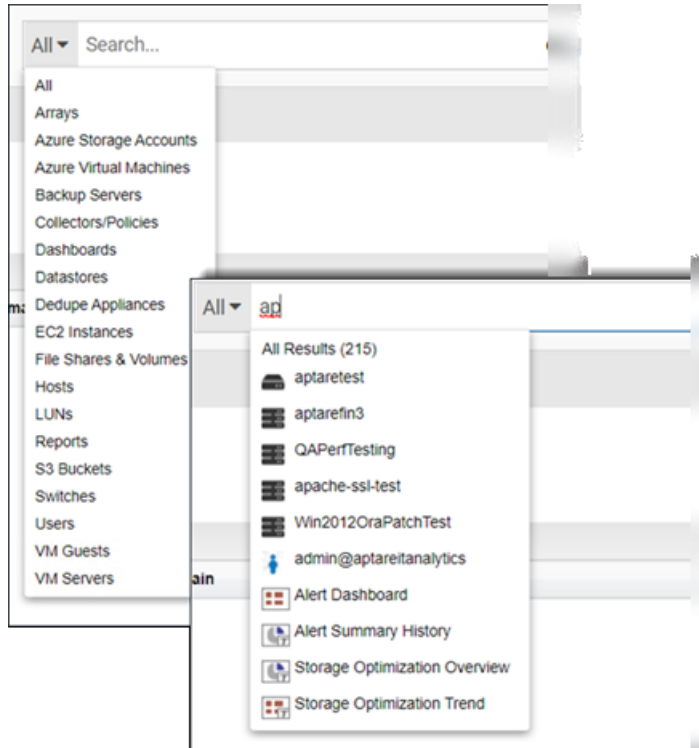 All Search...
All
Arrays
Azure Storage Accounts
Azure Virtual Machines
Backup Servers
Collectors/Policies
Dashboards
Datastores
Dedupe Appliances
EC2 Instances
File Shares & Volumes
Hosts
LUNs
Reports
S3 Buckets
Switches
Users
VM Guests
VM Servers
All ap
All Results (215)
aptaretest
aptarefin3
QAPerfTesting
apache-ssl-test
Win2012OraPatchTest
admin@aptareitanalytics
Alert Dashboard
Alert Summary History
Storage Optimization Overview
Storage Optimization Trend